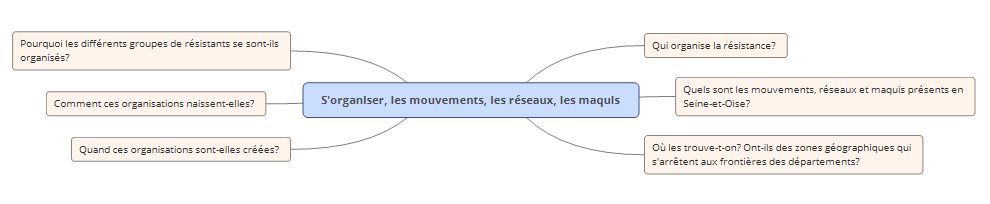 Pourquoi les différents groupes de résistants se sont-ils
organisés?
Comment ces organisations naissent-elles?
Quand ces organisations sont-elles créées?
S'organiser, les mouvements, les réseaux, les maquis
Qui organise la résistance?
Quels sont les mouvements, réseaux et maquis présents en
Seine-et-Oise?
Où les trouve-t-on? Ont-ils des zones géographiques qui
s'arrêtent aux frontières des départements?